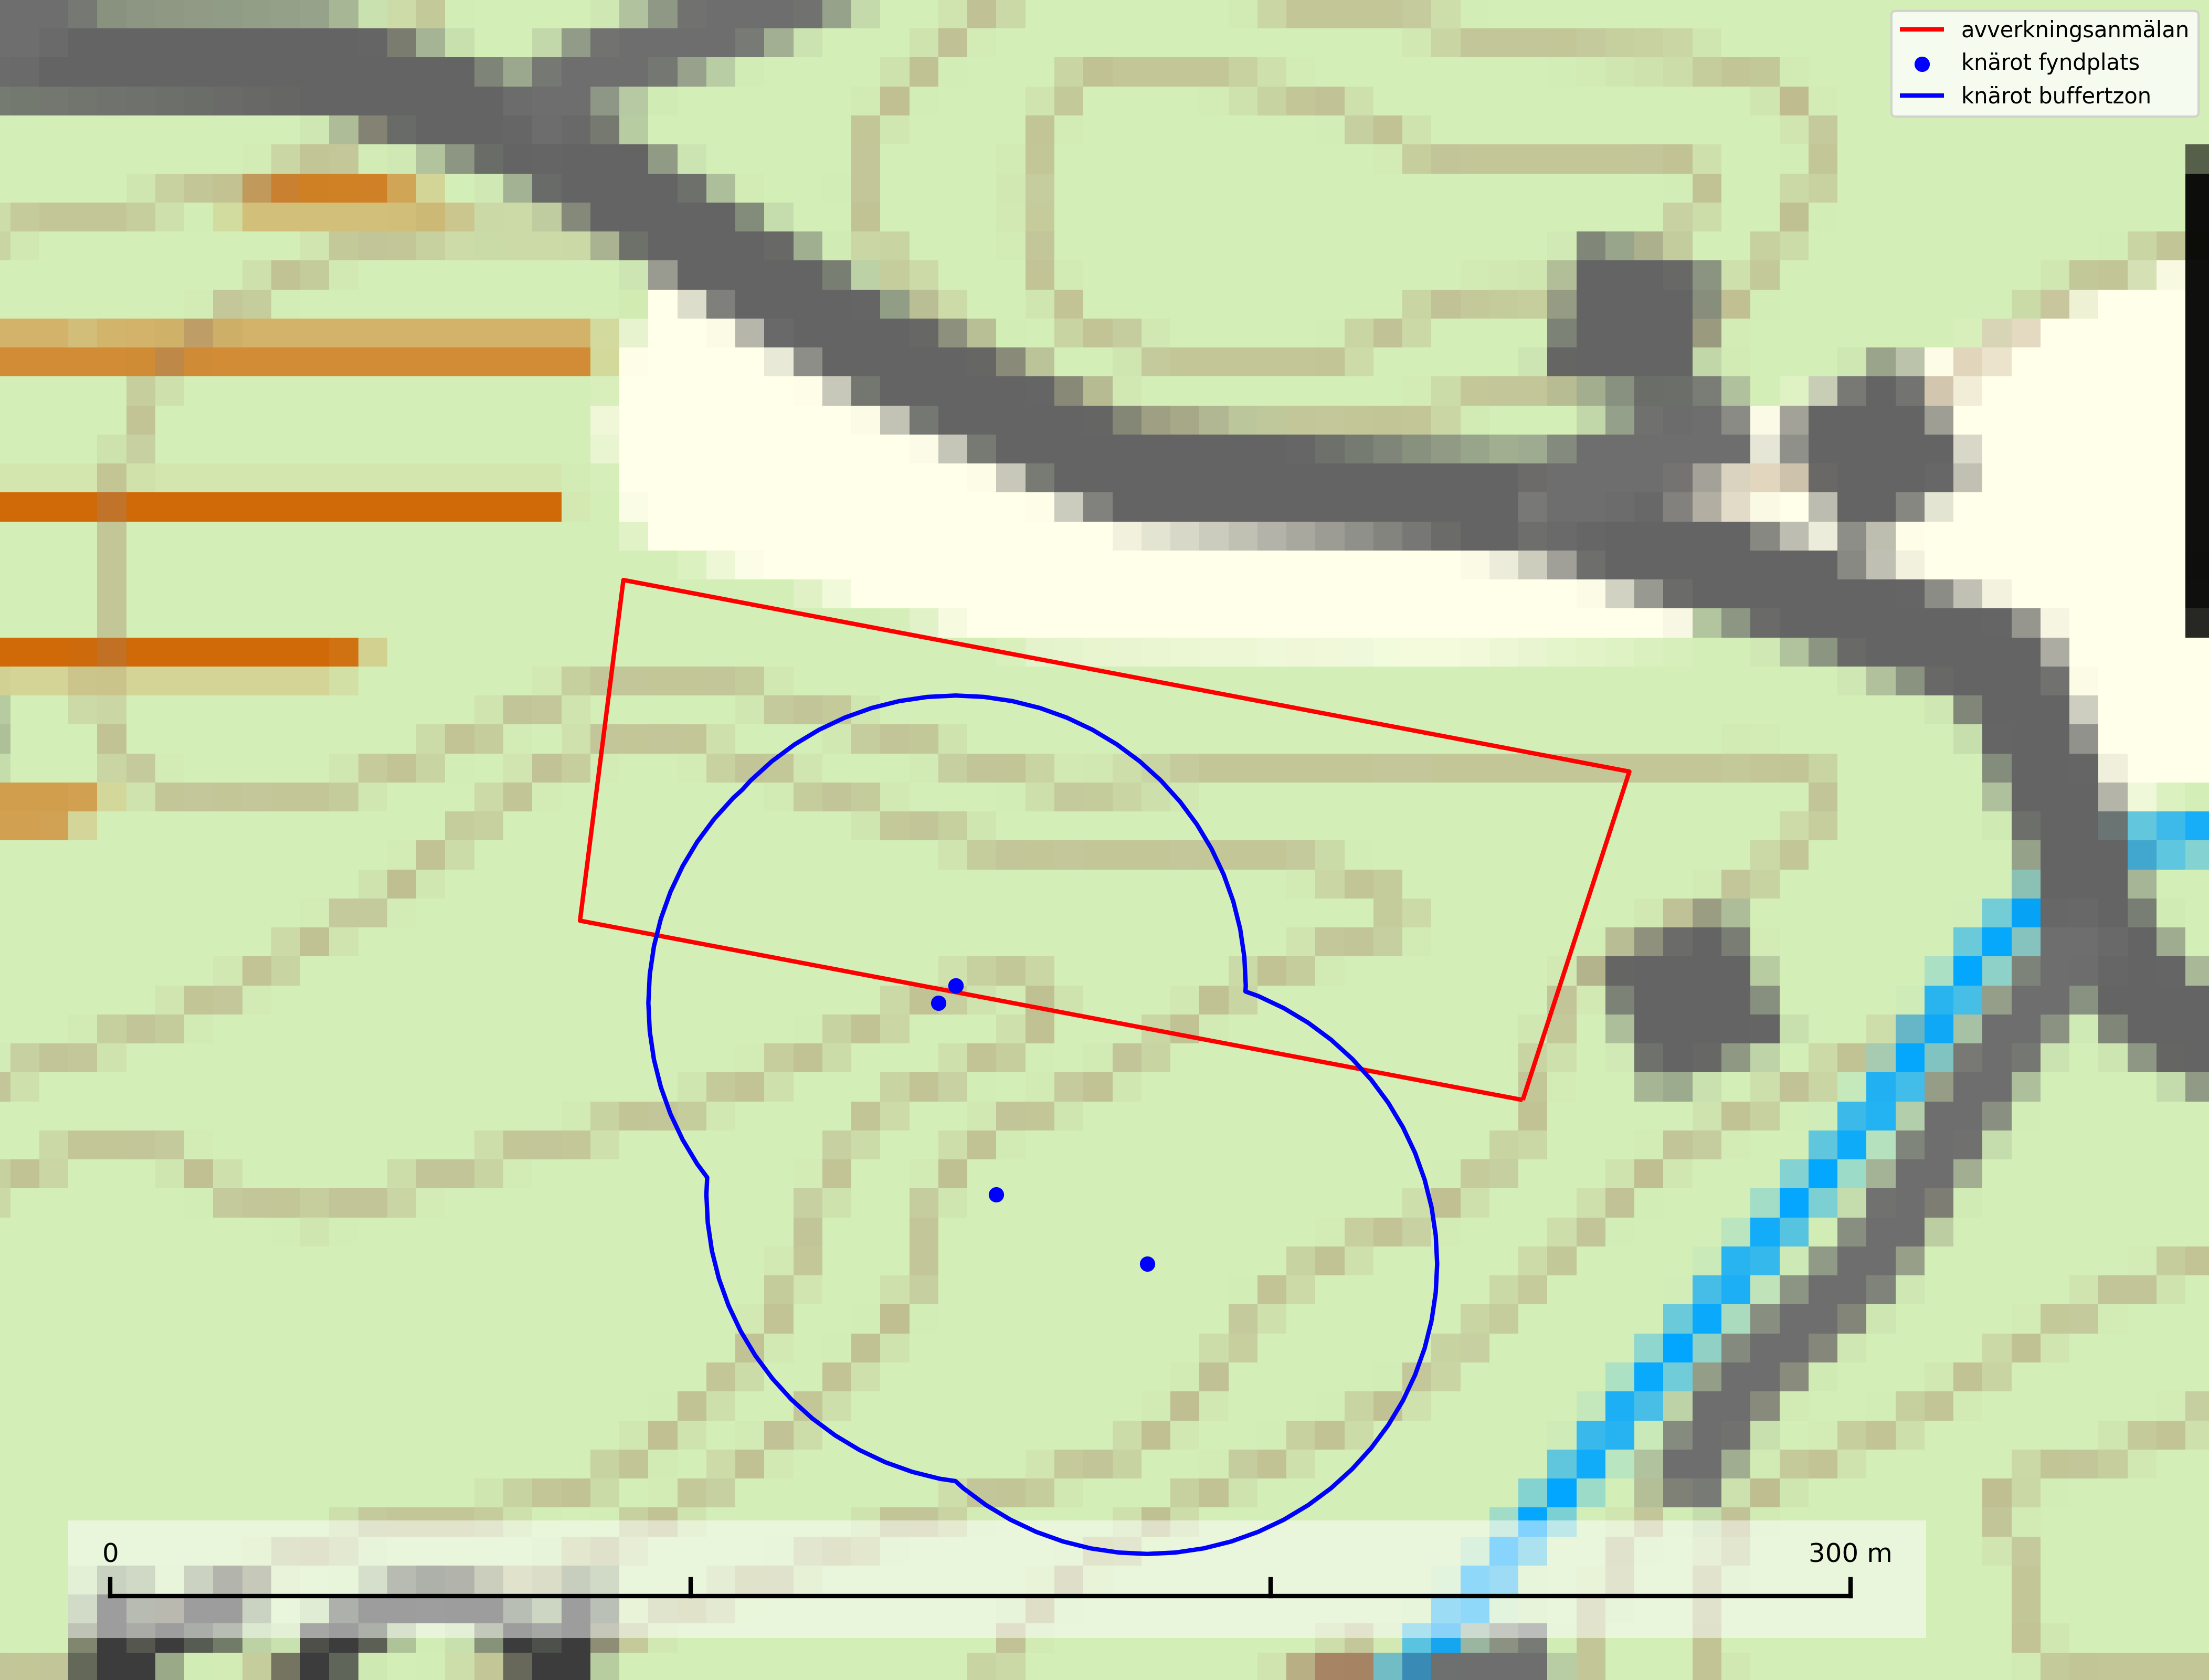 avverkningsanmälan
knärot fyndplats
knärot buffertzon
0
300 m